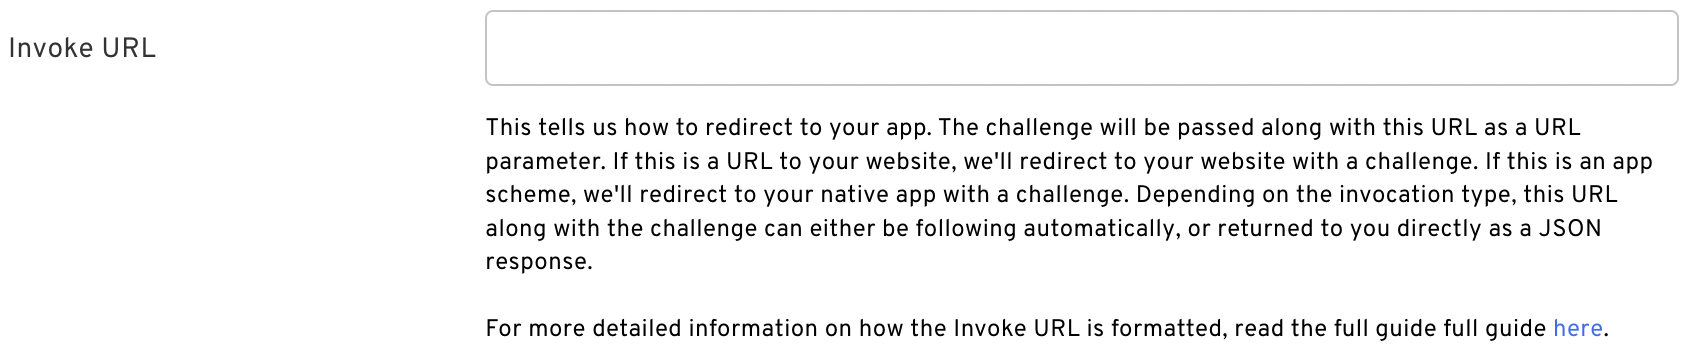 Invoke URL
This tells us how to redirect to your app. The challenge will be passed along with this URL as a URL
parameter. If this is a URL to your website, we'll redirect to your website with a challenge. If this is an app
scheme, we'll redirect to your native app with a challenge. Depending on the invocation type, this URL
along with the challenge can either be following automatically, or returned to you directly as a JSON
response.
For more detailed information on how the Invoke URL is formatted, read the full guide full guide here.